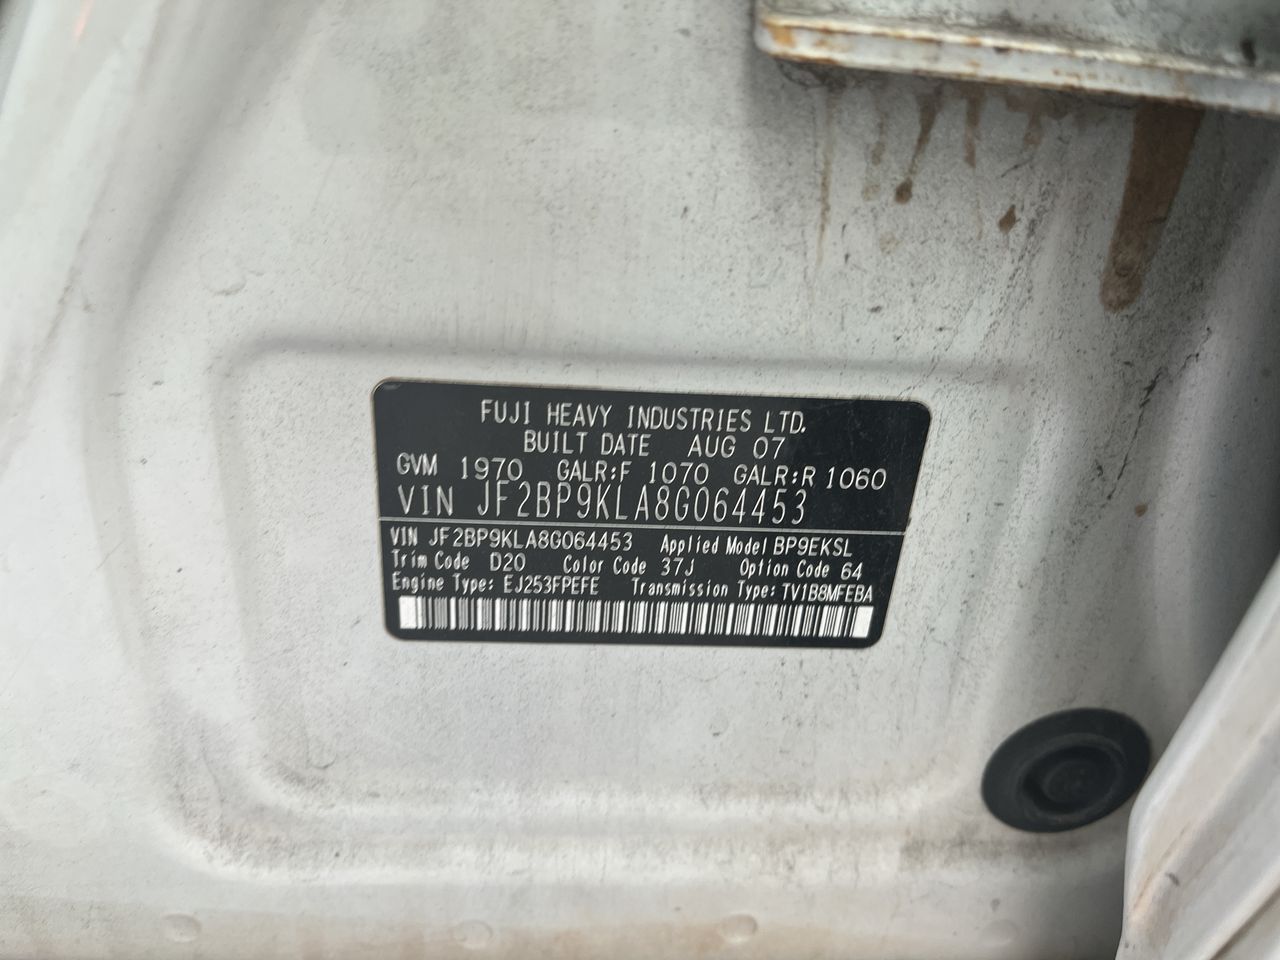 FUJI HEAVY INDUSTRIES LTD.
BUILT DATE AUG 07
GVM 1970 GALR:F 1070 GALR:R 1060
VIN JF2BP9KLA8G064453
VIN JF2BP9KLA8G064453 Applied Model BP9EKSL
Trim Code D20 Color Code 37J Option Code 64
Engine Type: EJ253FPEFE Transmission Type: TV1B8MFEBA